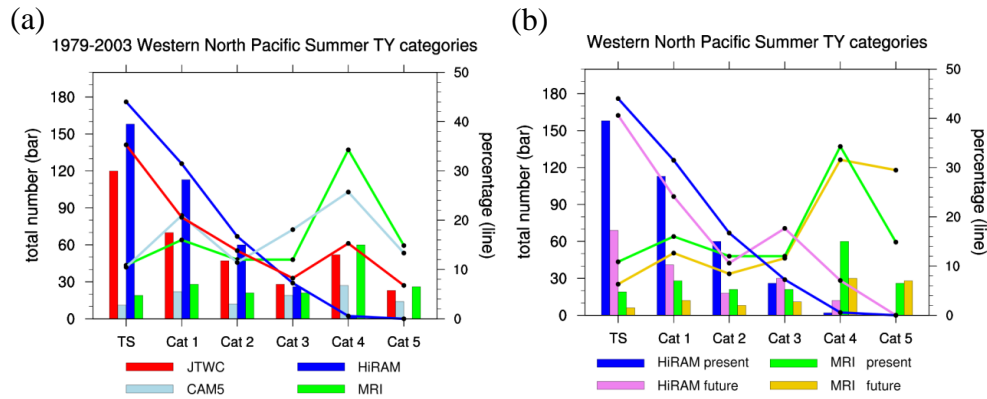 (a)
1979-2003 Western North Pacific Summer TY categories
total number (bar)
180
150
120
90
60
30
0
50
40
30
20
10
0
percentage (line)
TS Cat 1 Cat 2 Cat 3 Cat 4 Cat 5
JTWC HiRAM
CAM5 MRI
(b)
Western North Pacific Summer TY categories
total number (bar)
180
150
120
90
60
30
0
50
40
30
20
10
0
percentage (line)
TS Cat 1 Cat 2 Cat 3 Cat 4 Cat 5
HiRAM present MRI present
HiRAM future MRI future